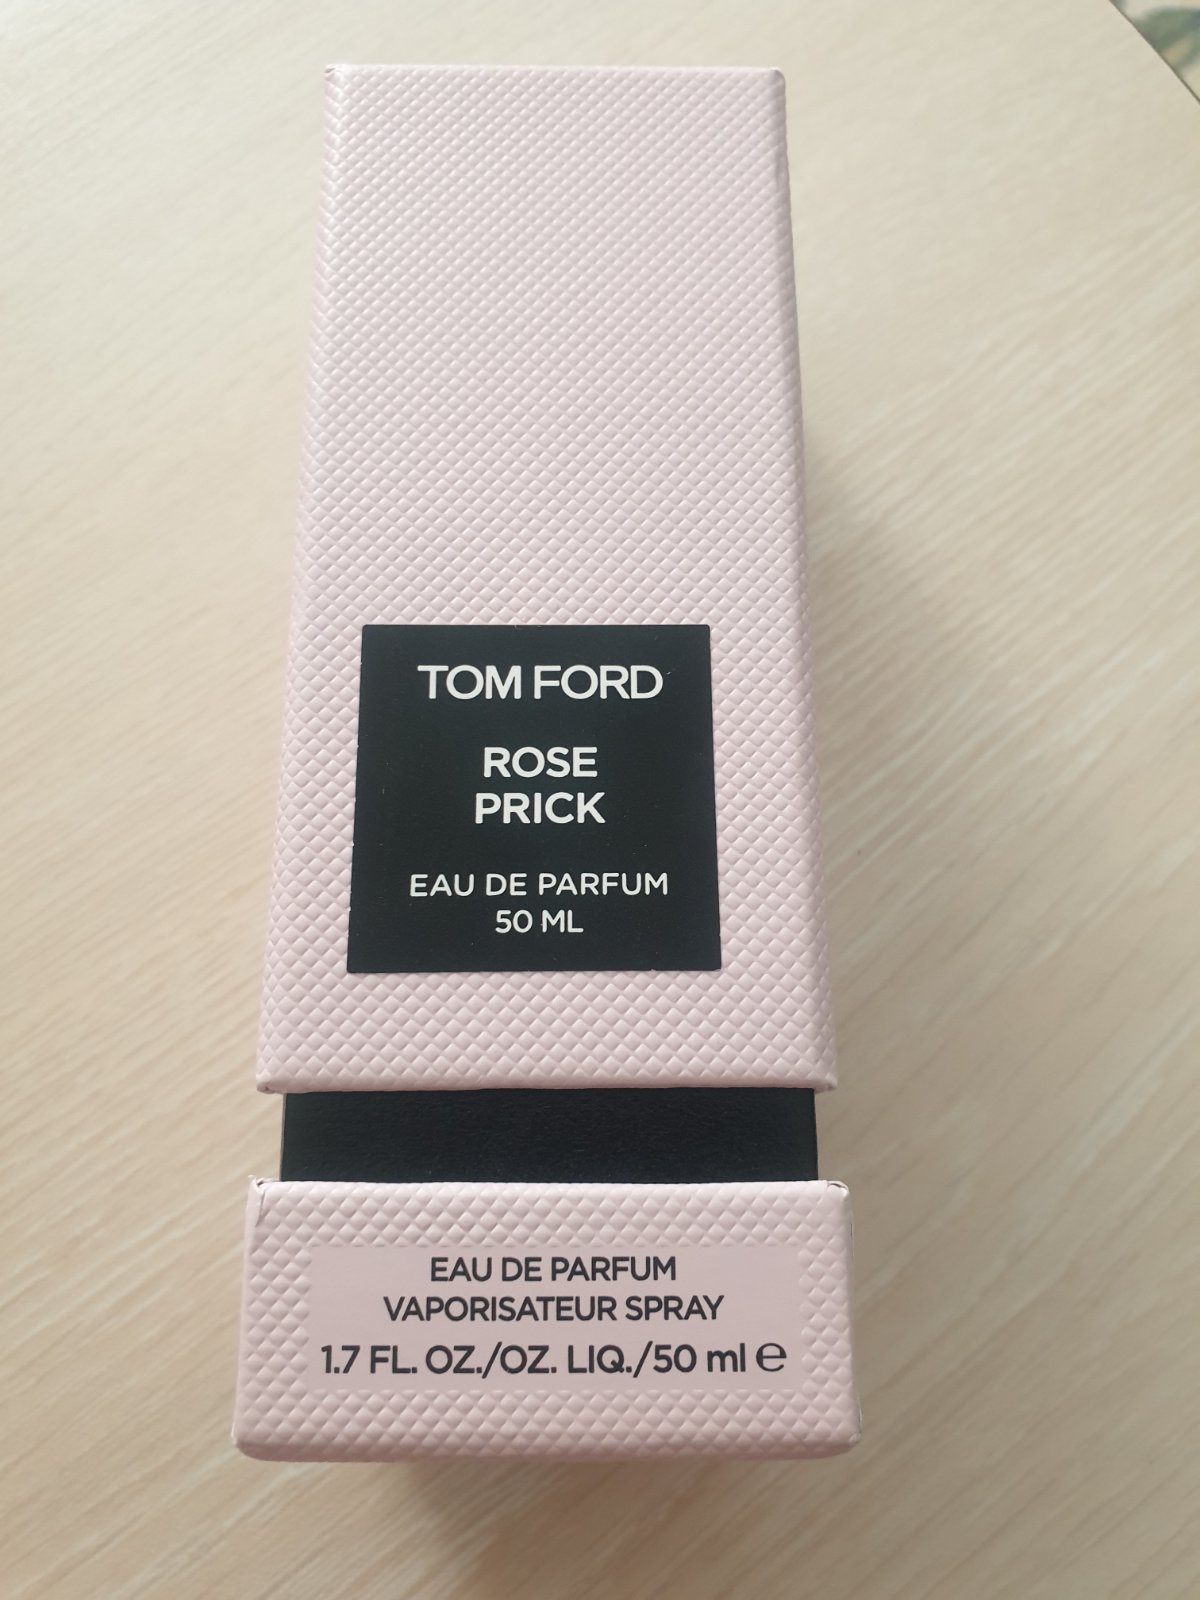 TOM FORD
ROSE
PRICK
EAU DE PARFUM
50 ML
EAU DE PARFUM
VAPORISATEUR SPRAY
1.7 FL. OZ./OZ. LIQ./50 ml ℮